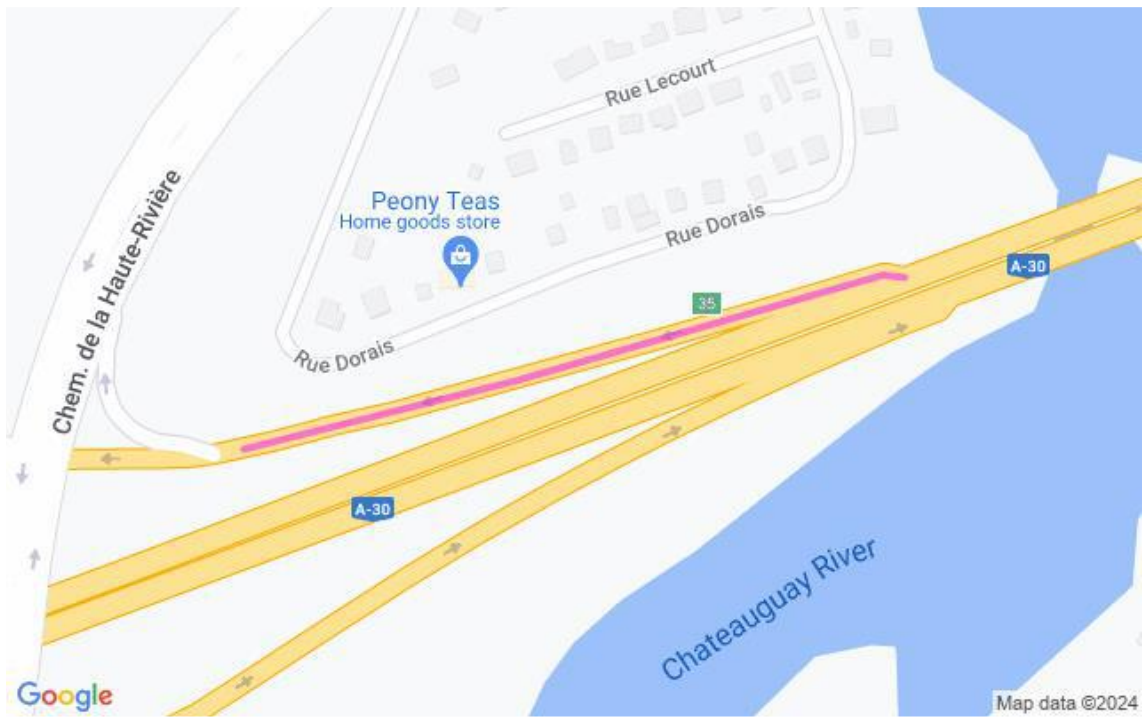 Rue Lecourt
Peony Teas
Home goods store
Rue Dorais
Chem. de la Haute-Rivière
A-30
35
Rue Dorais
A-30
Chateauguay River
Google
Map data ©2024